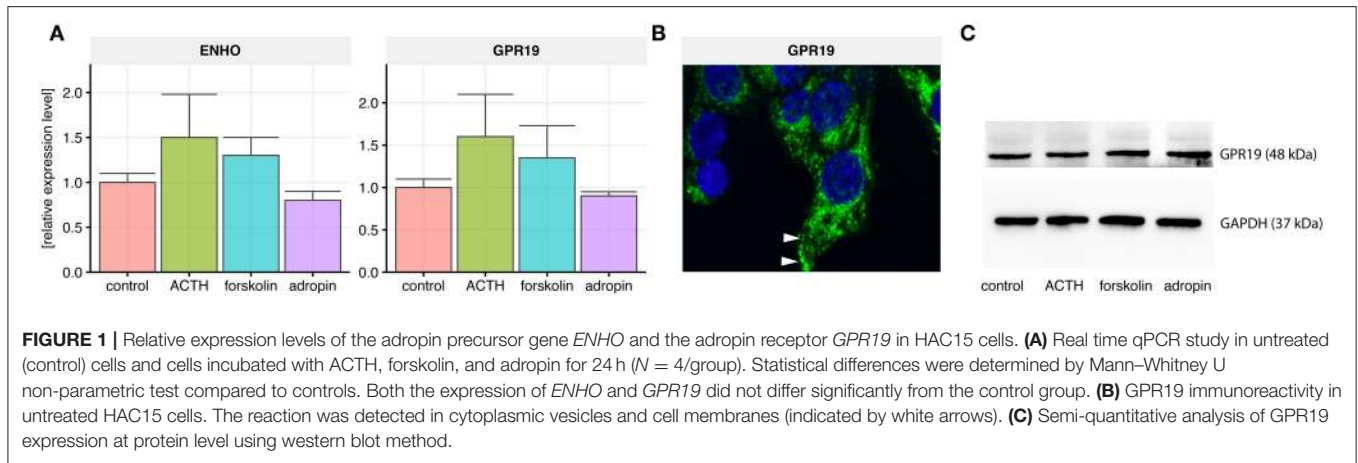 A
B
C
ENHO
GPR19
GPR19
[relative expression level]
2.0
1.5
1.0
0.5
0.0
2.0
1.5
1.0
0.5
0.0
control ACTH forskolin adropin
control ACTH forskolin adropin
GPR19 (48 kDa)
GAPDH (37 kDa)
control ACTH forskolin adropin
FIGURE 1 | Relative expression levels of the adropin precursor gene ENHO and the adropin receptor GPR19 in HAC15 cells. (A) Real time qPCR study in untreated
(control) cells and cells incubated with ACTH, forskolin, and adropin for 24 h (N = 4/group). Statistical differences were determined by Mann–Whitney U
non-parametric test compared to controls. Both the expression of ENHO and GPR19 did not differ significantly from the control group. (B) GPR19 immunoreactivity in
untreated HAC15 cells. The reaction was detected in cytoplasmic vesicles and cell membranes (indicated by white arrows). (C) Semi-quantitative analysis of GPR19
expression at protein level using western blot method.